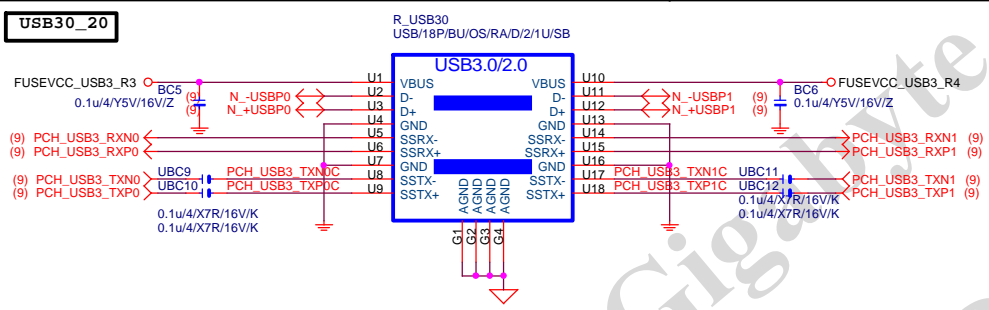 USB30_20
R_USB30
USB/18P/BU/OS/RA/D/2/1U/SB
USB3.0/2.0
FUSEVCC_USB3_R3
BC5
0.1u/4/Y5V/16V/Z
(9) N_-USBP0
(9) N_+USBP0
(9) PCH_USB3_RXN0
(9) PCH_USB3_RXP0
(9) PCH_USB3_TXN0
(9) PCH_USB3_TXP0
UBC9
UBC10
PCH_USB3_TXN0C
PCH_USB3_TXP0C
0.1u/4/X7R/16V/K
0.1u/4/X7R/16V/K
U1 VBUS
U2 D-
U3 D+
U4 GND
U5 SSRX-
U6 SSRX+
U7 GND
U8 SSTX-
U9 SSTX+
VBUS U10
D- U11
D+ U12
GND U13
SSRX- U14
SSRX+ U15
GND U16
SSTX- U17
SSTX+ U18
AGND G1
AGND G2
AGND G3
AGND G4
FUSEVCC_USB3_R4
BC6
0.1u/4/Y5V/16V/Z
N_-USBP1 (9)
N_+USBP1 (9)
PCH_USB3_RXN1 (9)
PCH_USB3_RXP1 (9)
PCH_USB3_TXN1C
PCH_USB3_TXP1C
UBC11
UBC12
PCH_USB3_TXN1 (9)
PCH_USB3_TXP1 (9)
0.1u/4/X7R/16V/K
0.1u/4/X7R/16V/K
Gigabyte